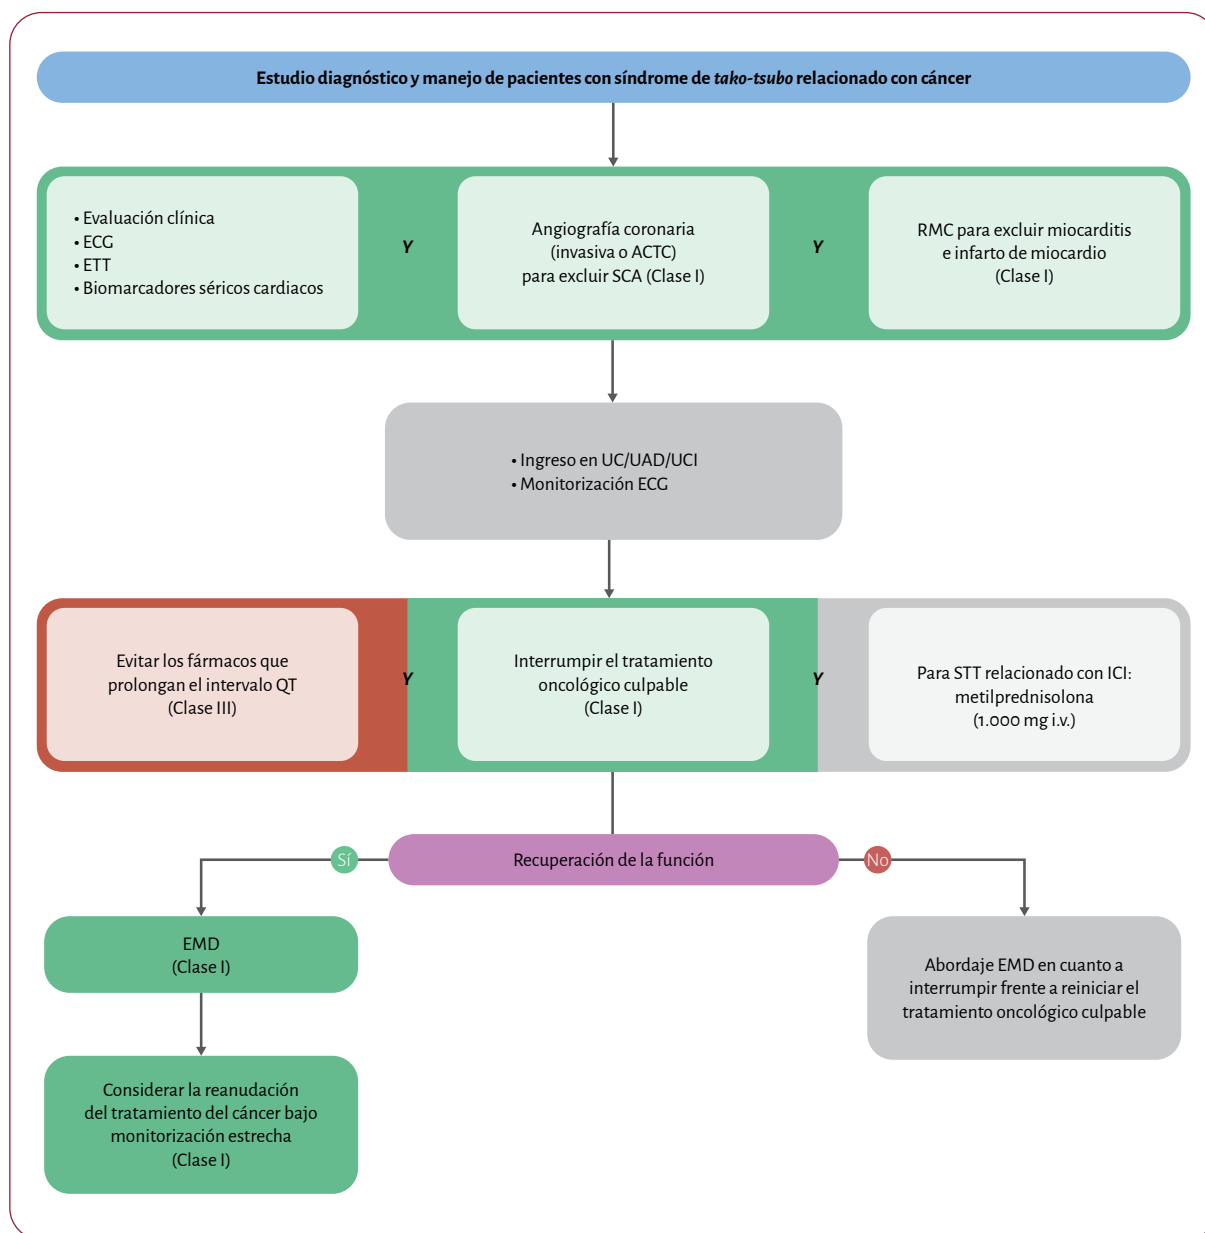 Estudio diagnóstico y manejo de pacientes con síndrome de tako-tsubo relacionado con cáncer
• Evaluación clínica
• ECG
• ETT
• Biomarcadores séricos cardiacos
Y
Angiografía coronaria
(invasiva o ACTC)
para excluir SCA (Clase I)
Y
RMC para excluir miocarditis
e infarto de miocardio
(Clase I)
• Ingreso en UC/UAD/UCI
• Monitorización ECG
Evitar los fármacos que
prolongan el intervalo QT
(Clase III)
Y
Interrumpir el tratamiento
oncológico culpable
(Clase I)
Y
Para STT relacionado con ICI:
metilprednisolona
(1.000 mg i.v.)
Sí
Recuperación de la función
No
EMD
(Clase I)
Abordaje EMD en cuanto a
interrumpir frente a reiniciar el
tratamiento oncológico culpable
Considerar la reanudación
del tratamiento del cáncer bajo
monitorización estrecha
(Clase I)